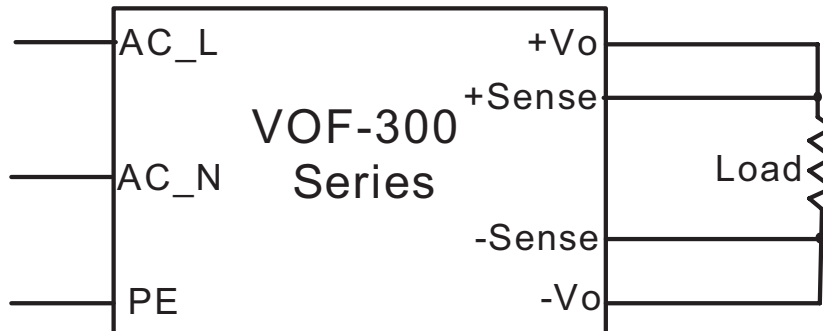 AC_L
+Vo
+Sense
VOF-300
Series
AC_N
Load
-Sense
PE
-Vo